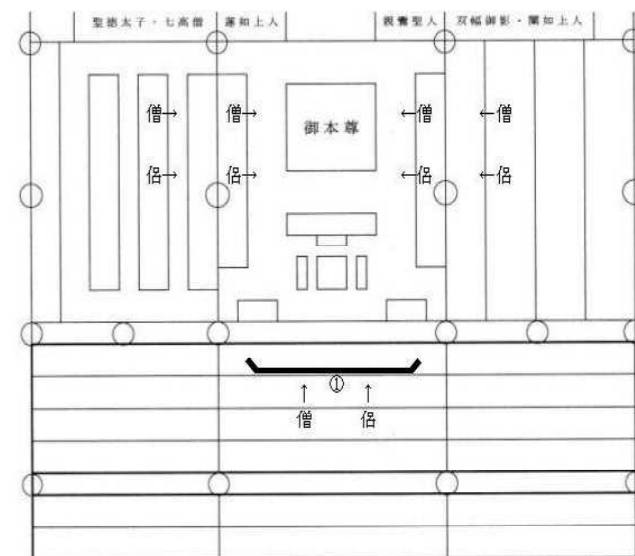 聖徳太子・七高僧 蓮如上人 親鸞聖人 双幅御影・闡如上人
僧→ 僧→ 御本尊 ←僧 ←僧
侶→ 侶→ ←侶 ←侶
①
↑ ↑
僧 侶